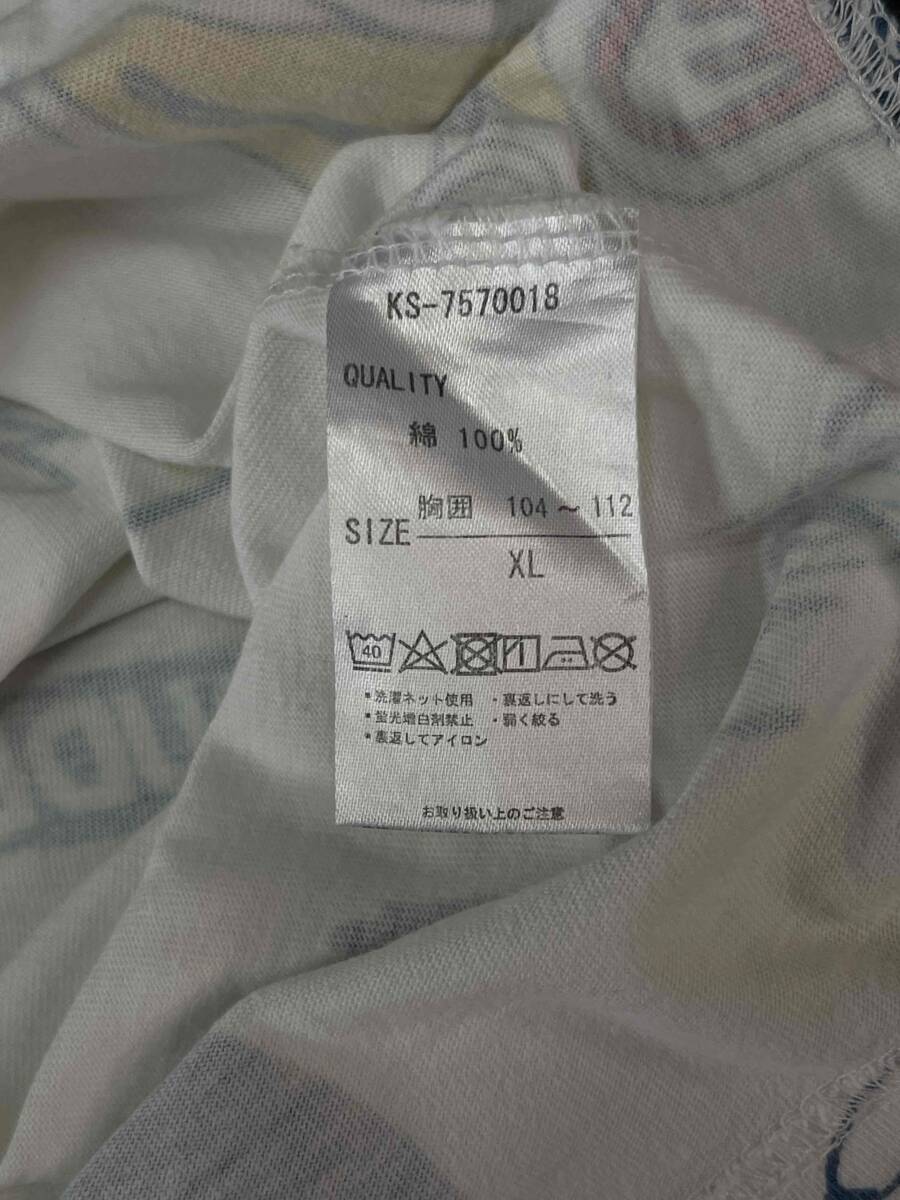 KS-7570018
QUALITY
綿 100%
SIZE 胸囲 104～112
XL
40
・洗濯ネット使用 ・裏返しにして洗う
・蛍光増白剤禁止 ・弱く絞る
・裏返してアイロン
お取り扱い上のご注意